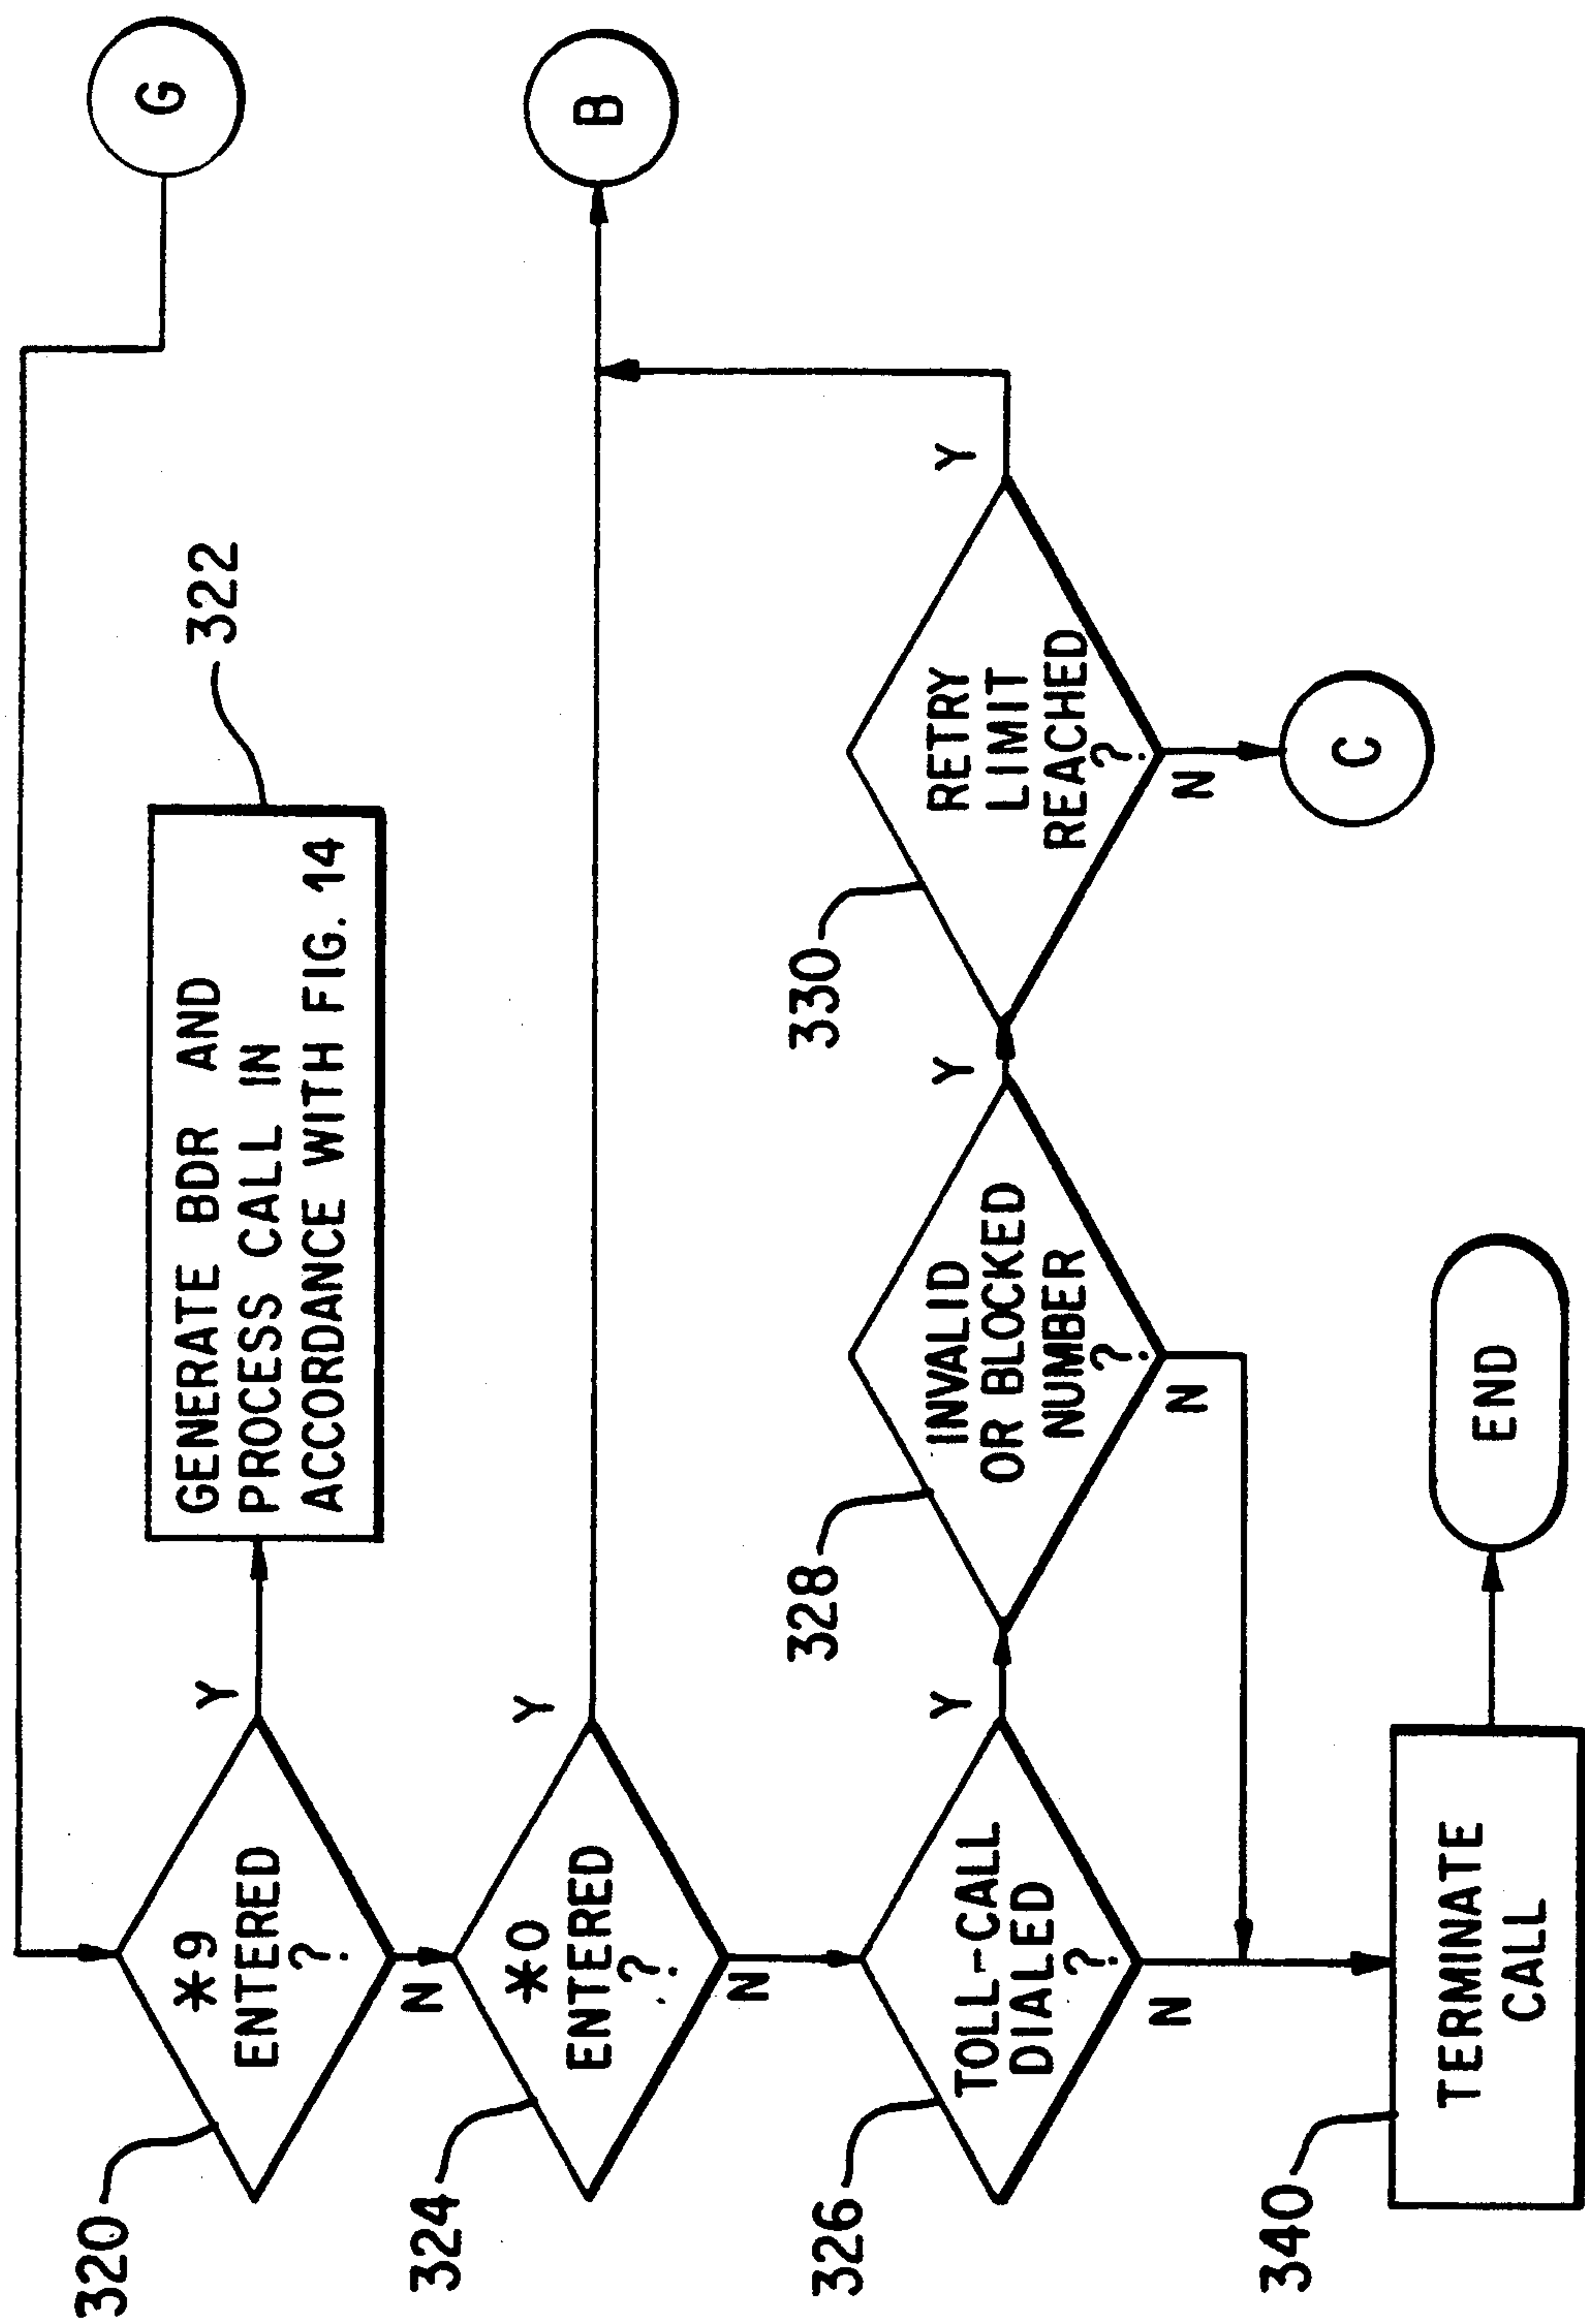 G
320
*9
ENTERED
?
Y
N
GENERATE BDR AND
PROCESS CALL IN
ACCORDANCE WITH FIG. 14
322
324
*0
ENTERED
?
Y
N
B
326
TOLL-CALL
DIALED
?
Y
N
328
INVALID
OR BLOCKED
NUMBER
?
Y
N
330
RETRY
LIMIT
REACHED
?
Y
N
C
340
TERMINATE
CALL
END